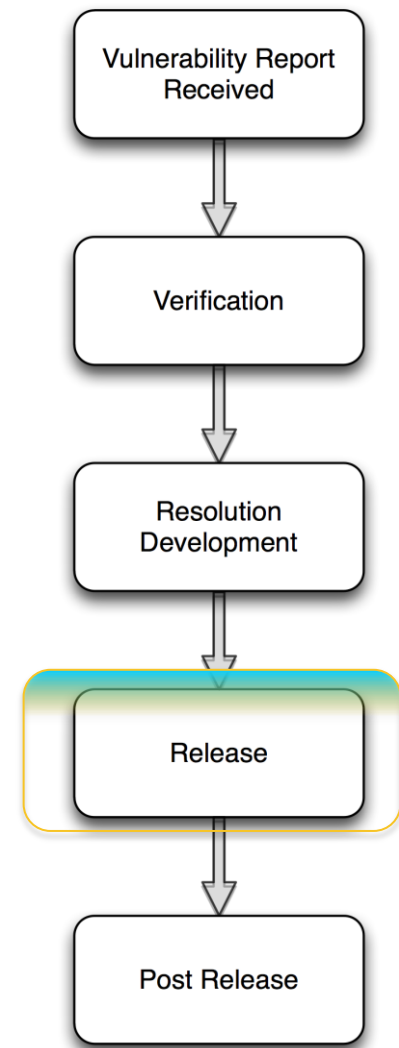 Vulnerability Report
Received
Verification
Resolution
Development
Release
Post Release